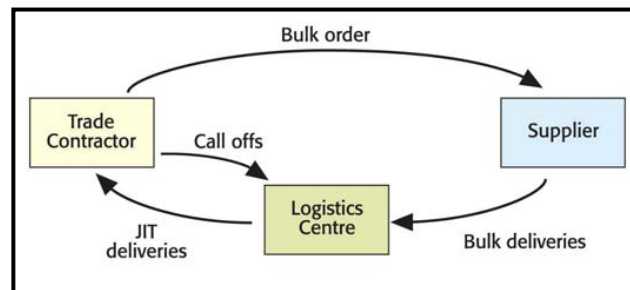 Bulk order
Trade
Contractor
Supplier
Call offs
Logistics
Centre
JIT
deliveries
Bulk deliveries